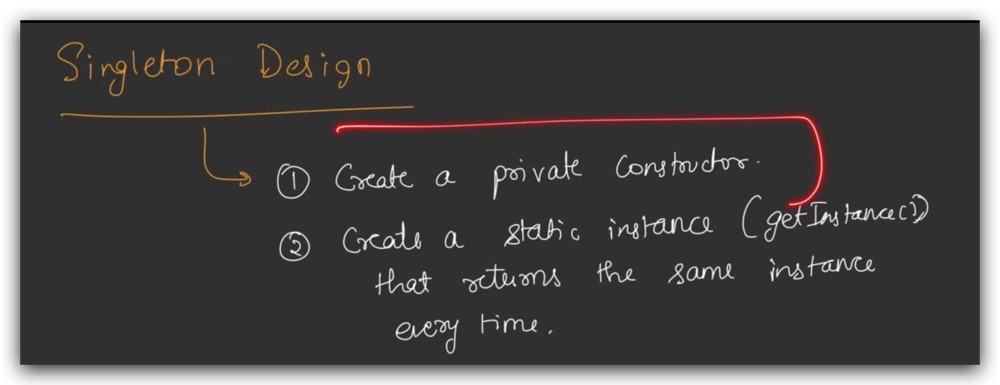 Singleton Design
① Create a private constructor.
② Create a static instance (getInstance())
that returns the same instance
every time.